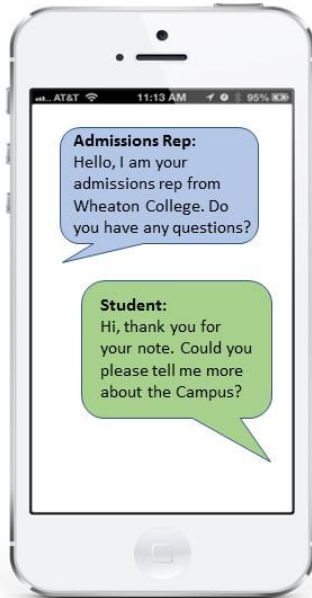 AT&T 11:13 AM 95%
Admissions Rep:
Hello, I am your
admissions rep from
Wheaton College. Do
you have any questions?
Student:
Hi, thank you for
your note. Could you
please tell me more
about the Campus?